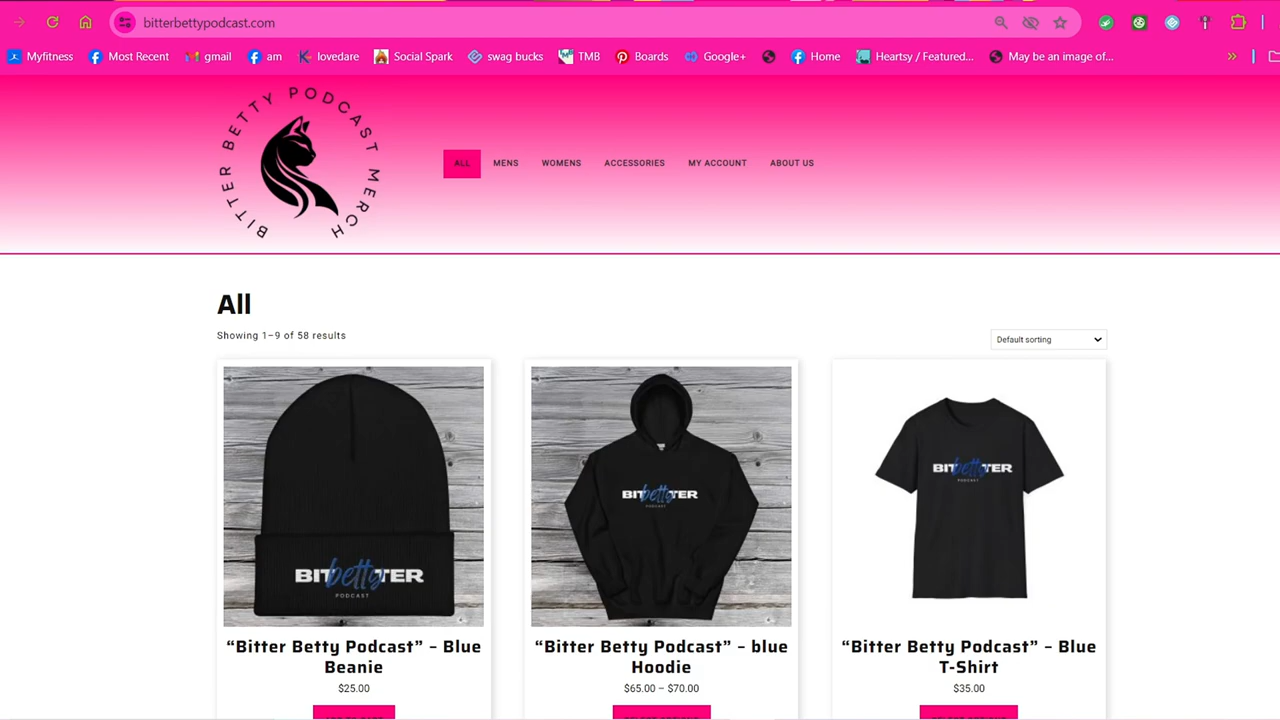 bitterbettypodcast.com
Myfitness Most Recent gmail am lovedare Social Spark swag bucks TMB Boards Google+ Home Heartsy / Featured... May be an image of...
BITTER BETTY PODCAST MERCH
ALL MENS WOMENS ACCESSORIES MY ACCOUNT ABOUT US
All
Showing 1–9 of 58 results
Default sorting
BITbettyTER
PODCAST
BITbettyTER
PODCAST
BITbettyTER
PODCAST
“Bitter Betty Podcast” – Blue
Beanie
$25.00
“Bitter Betty Podcast” – blue
Hoodie
$65.00 – $70.00
“Bitter Betty Podcast” – Blue
T-Shirt
$35.00